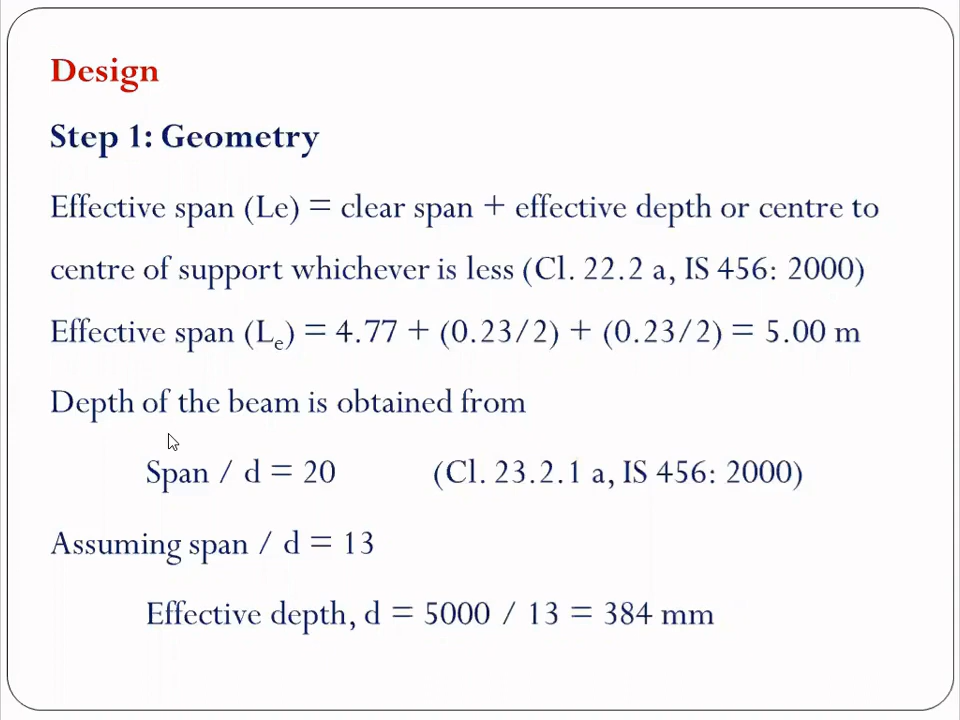 Design
Step 1: Geometry
Effective span (Le) = clear span + effective depth or centre to
centre of support whichever is less (Cl. 22.2 a, IS 456: 2000)
Effective span (Le) = 4.77 + (0.23/2) + (0.23/2) = 5.00 m
Depth of the beam is obtained from
Span / d = 20 (Cl. 23.2.1 a, IS 456: 2000)
Assuming span / d = 13
Effective depth, d = 5000 / 13 = 384 mm